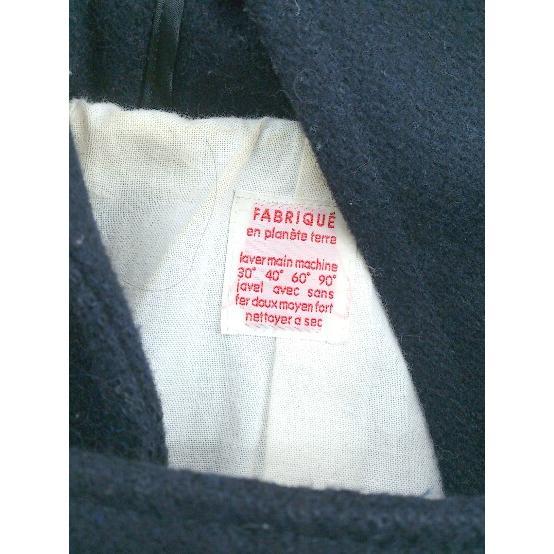 FABRIQUÉ
en planète terre
laver main machine
30° 40° 60° 90°
javel avec sans
fer doux moyen fort
nettoyer a sec